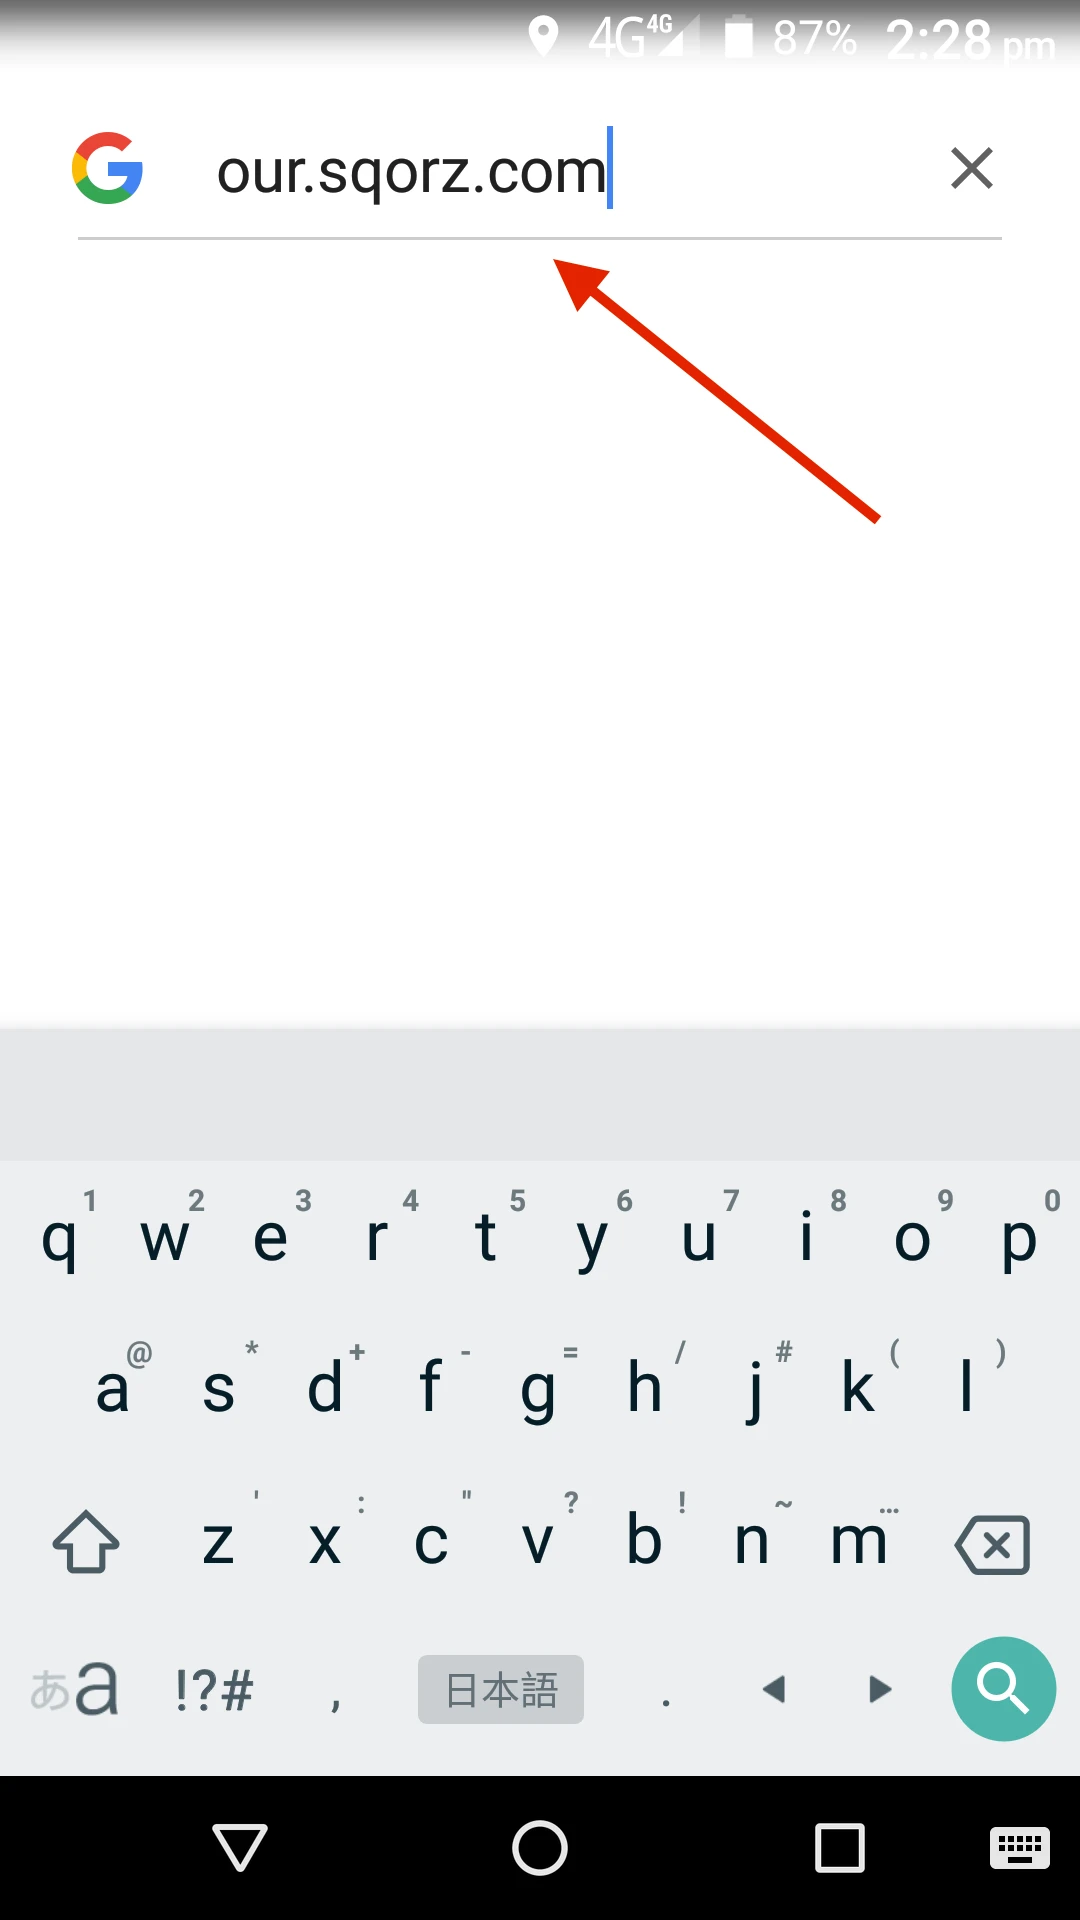 4G 4G 87% 2:28 pm
our.sqorz.com
1 2 3 4 5 6 7 8 9 0
q w e r t y u i o p
@ * + - = / # ( )
a s d f g h j k l
' : " ? ! ~ …
z x c v b n m
あa !?# , 日本語 .